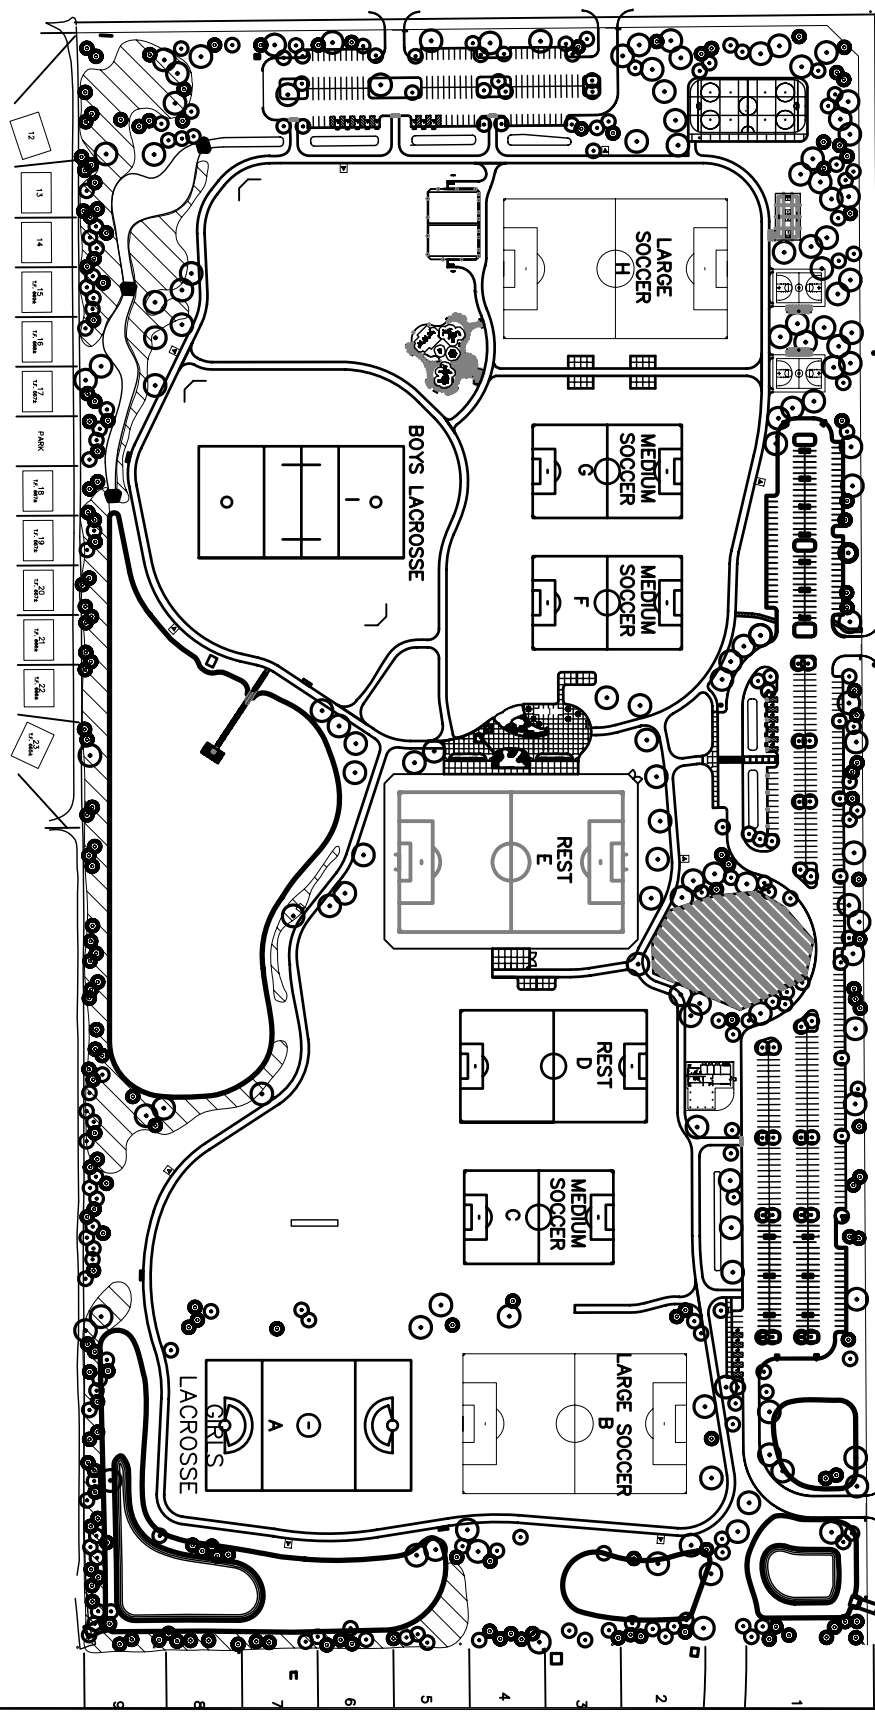 12
13
14
15
16
17
PARK
18
19
20
21
22
23
LARGE
SOCCER
H
MEDIUM
SOCCER
G
BOYS LACROSSE
I
MEDIUM
SOCCER
F
REST
E
REST
D
MEDIUM
SOCCER
C
LARGE SOCCER
B
GIRLS
LACROSSE
A
9
8
7
6
5
4
3
2
1